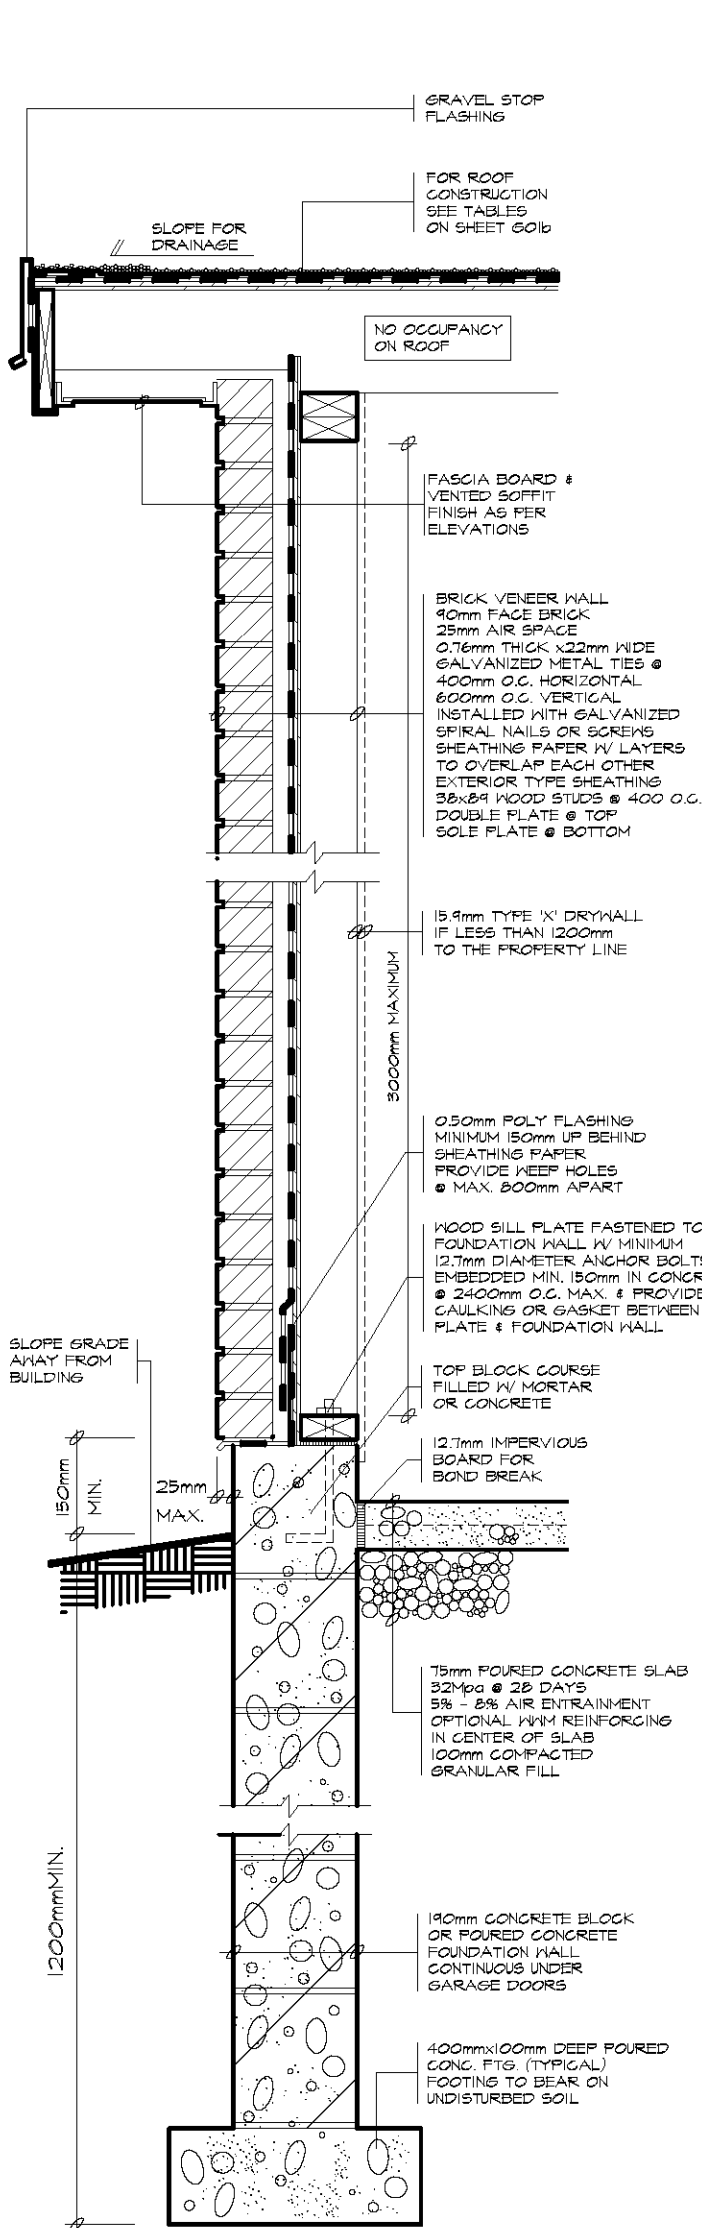 GRAVEL STOP
FLASHING
FOR ROOF
CONSTRUCTION
SEE TABLES
ON SHEET G01b
SLOPE FOR
DRAINAGE
NO OCCUPANCY
ON ROOF
FASCIA BOARD &
VENTED SOFFIT
FINISH AS PER
ELEVATIONS
BRICK VENEER WALL
90mm FACE BRICK
25mm AIR SPACE
0.76mm THICK x22mm WIDE
GALVANIZED METAL TIES @
400mm O.C. HORIZONTAL
600mm O.C. VERTICAL
INSTALLED WITH GALVANIZED
SPIRAL NAILS OR SCREWS
SHEATHING PAPER W/ LAYERS
TO OVERLAP EACH OTHER
EXTERIOR TYPE SHEATHING
38x89 WOOD STUDS @ 400 O.C.
DOUBLE PLATE @ TOP
SOLE PLATE @ BOTTOM
15.9mm TYPE 'X' DRYWALL
IF LESS THAN 1200mm
TO THE PROPERTY LINE
3000mm MAXIMUM
0.50mm POLY FLASHING
MINIMUM 150mm UP BEHIND
SHEATHING PAPER
PROVIDE WEEP HOLES
@ MAX. 800mm APART
WOOD SILL PLATE FASTENED TO
FOUNDATION WALL W/ MINIMUM
12.7mm DIAMETER ANCHOR BOLTS
EMBEDDED MIN. 150mm IN CONCR
@ 2400mm O.C. MAX. & PROVIDE
CAULKING OR GASKET BETWEEN
PLATE & FOUNDATION WALL
SLOPE GRADE
AWAY FROM
BUILDING
TOP BLOCK COURSE
FILLED W/ MORTAR
OR CONCRETE
12.7mm IMPERVIOUS
BOARD FOR
BOND BREAK
150mm
MIN.
25mm
MAX.
75mm POURED CONCRETE SLAB
32Mpa @ 28 DAYS
5% - 8% AIR ENTRAINMENT
OPTIONAL WWM REINFORCING
IN CENTER OF SLAB
100mm COMPACTED
GRANULAR FILL
1200mmMIN.
190mm CONCRETE BLOCK
OR POURED CONCRETE
FOUNDATION WALL
CONTINUOUS UNDER
GARAGE DOORS
400mmx100mm DEEP POURED
CONC. FTG. (TYPICAL)
FOOTING TO BEAR ON
UNDISTURBED SOIL